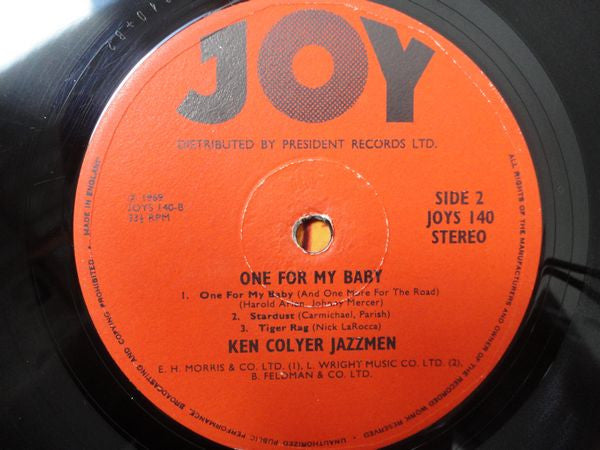 JOY
DISTRIBUTED BY PRESIDENT RECORDS LTD.
℗ 1969
JOYS 140-B
33⅓ RPM
SIDE 2
JOYS 140
STEREO
ONE FOR MY BABY
1. One For My Baby (And One More For The Road)
(Harold Arlen, Johnny Mercer)
2. Stardust (Carmichael, Parish)
3. Tiger Rag (Nick LaRocca)
KEN COLYER JAZZMEN
E. H. MORRIS & CO. LTD. (1), L. WRIGHT MUSIC CO. LTD. (2),
B. FELDMAN & CO. LTD.
ALL RIGHTS OF THE MANUFACTURERS AND OWNER OF THE RECORDED WORK RESERVED • UNAUTHORIZED PUBLIC PERFORMANCE, BROADCASTING AND COPYING PROHIBITED • MADE IN ENGLAND